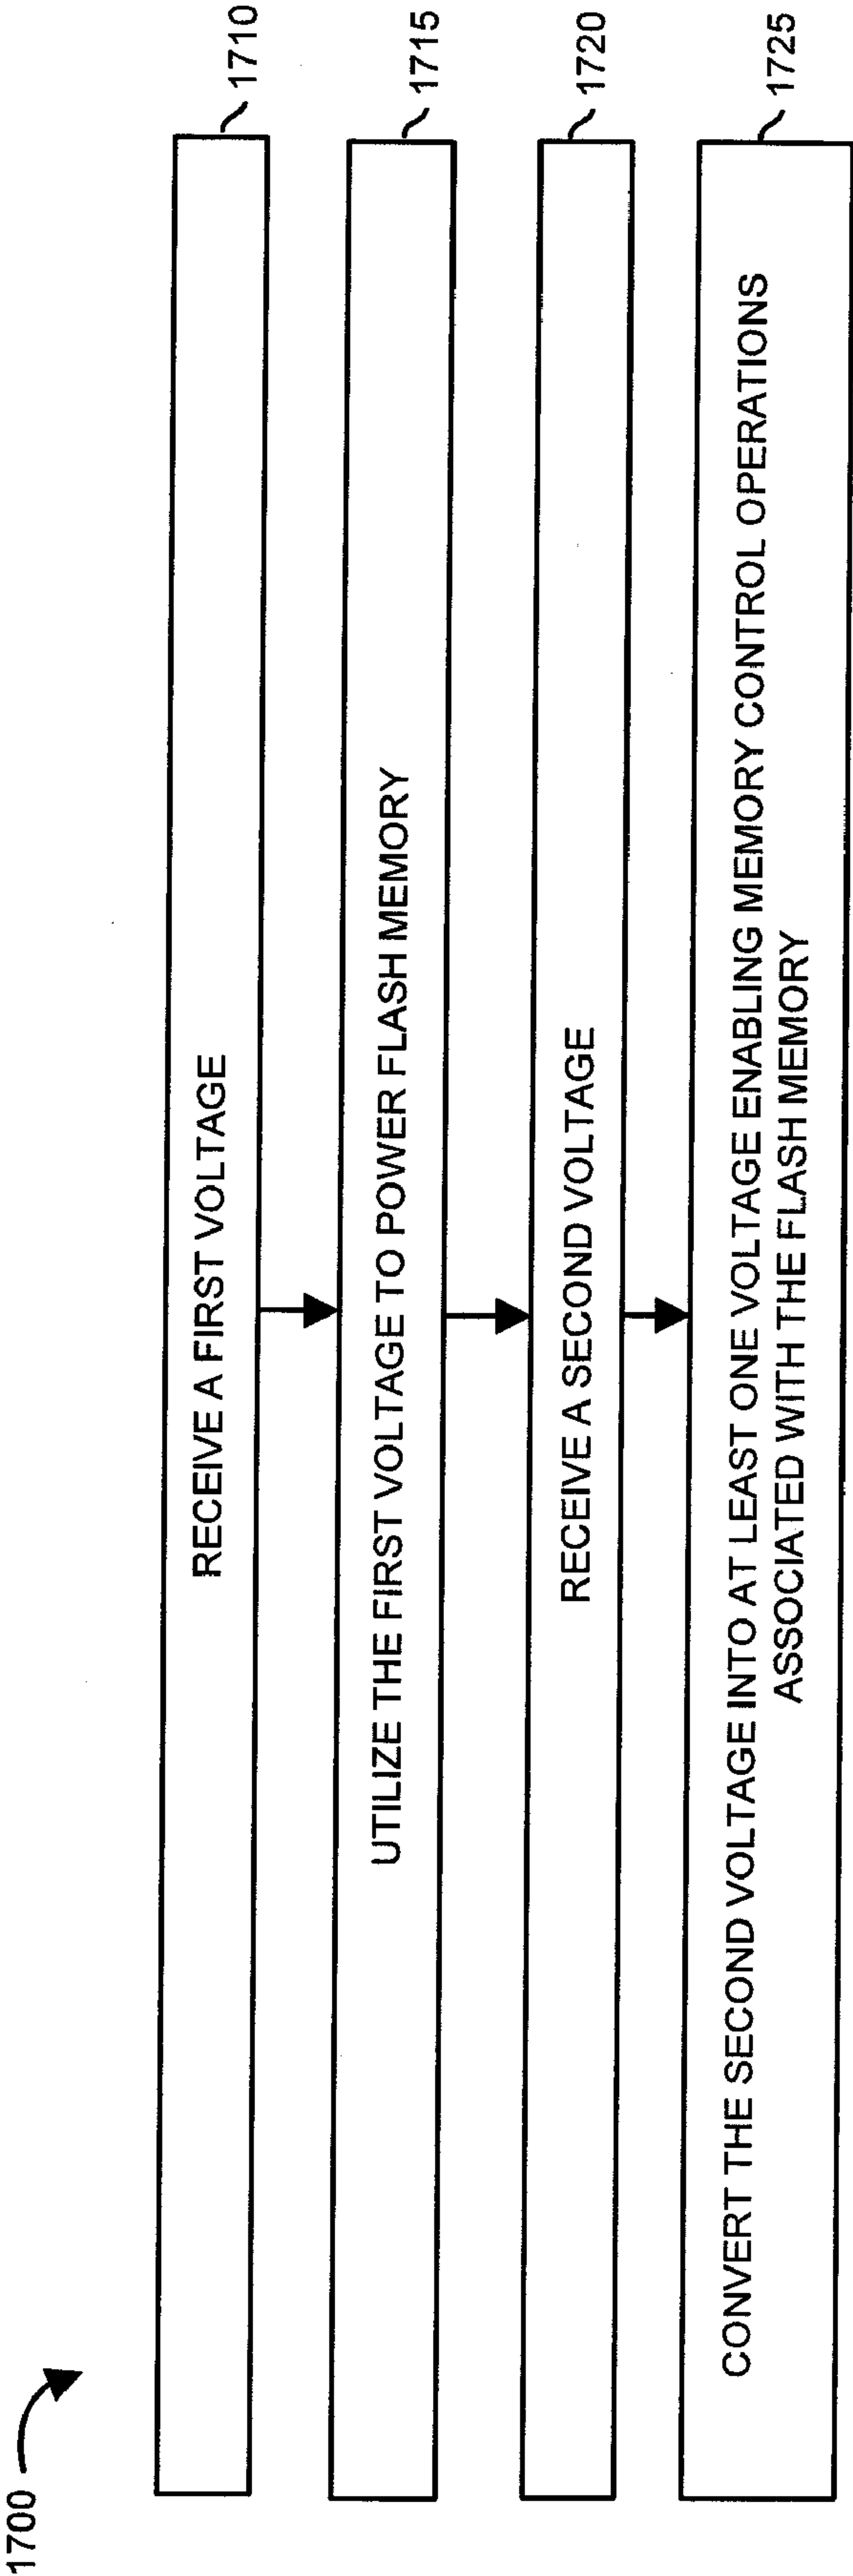 1700
RECEIVE A FIRST VOLTAGE
1710
UTILIZE THE FIRST VOLTAGE TO POWER FLASH MEMORY
1715
RECEIVE A SECOND VOLTAGE
1720
CONVERT THE SECOND VOLTAGE INTO AT LEAST ONE VOLTAGE ENABLING MEMORY CONTROL OPERATIONS
ASSOCIATED WITH THE FLASH MEMORY
1725